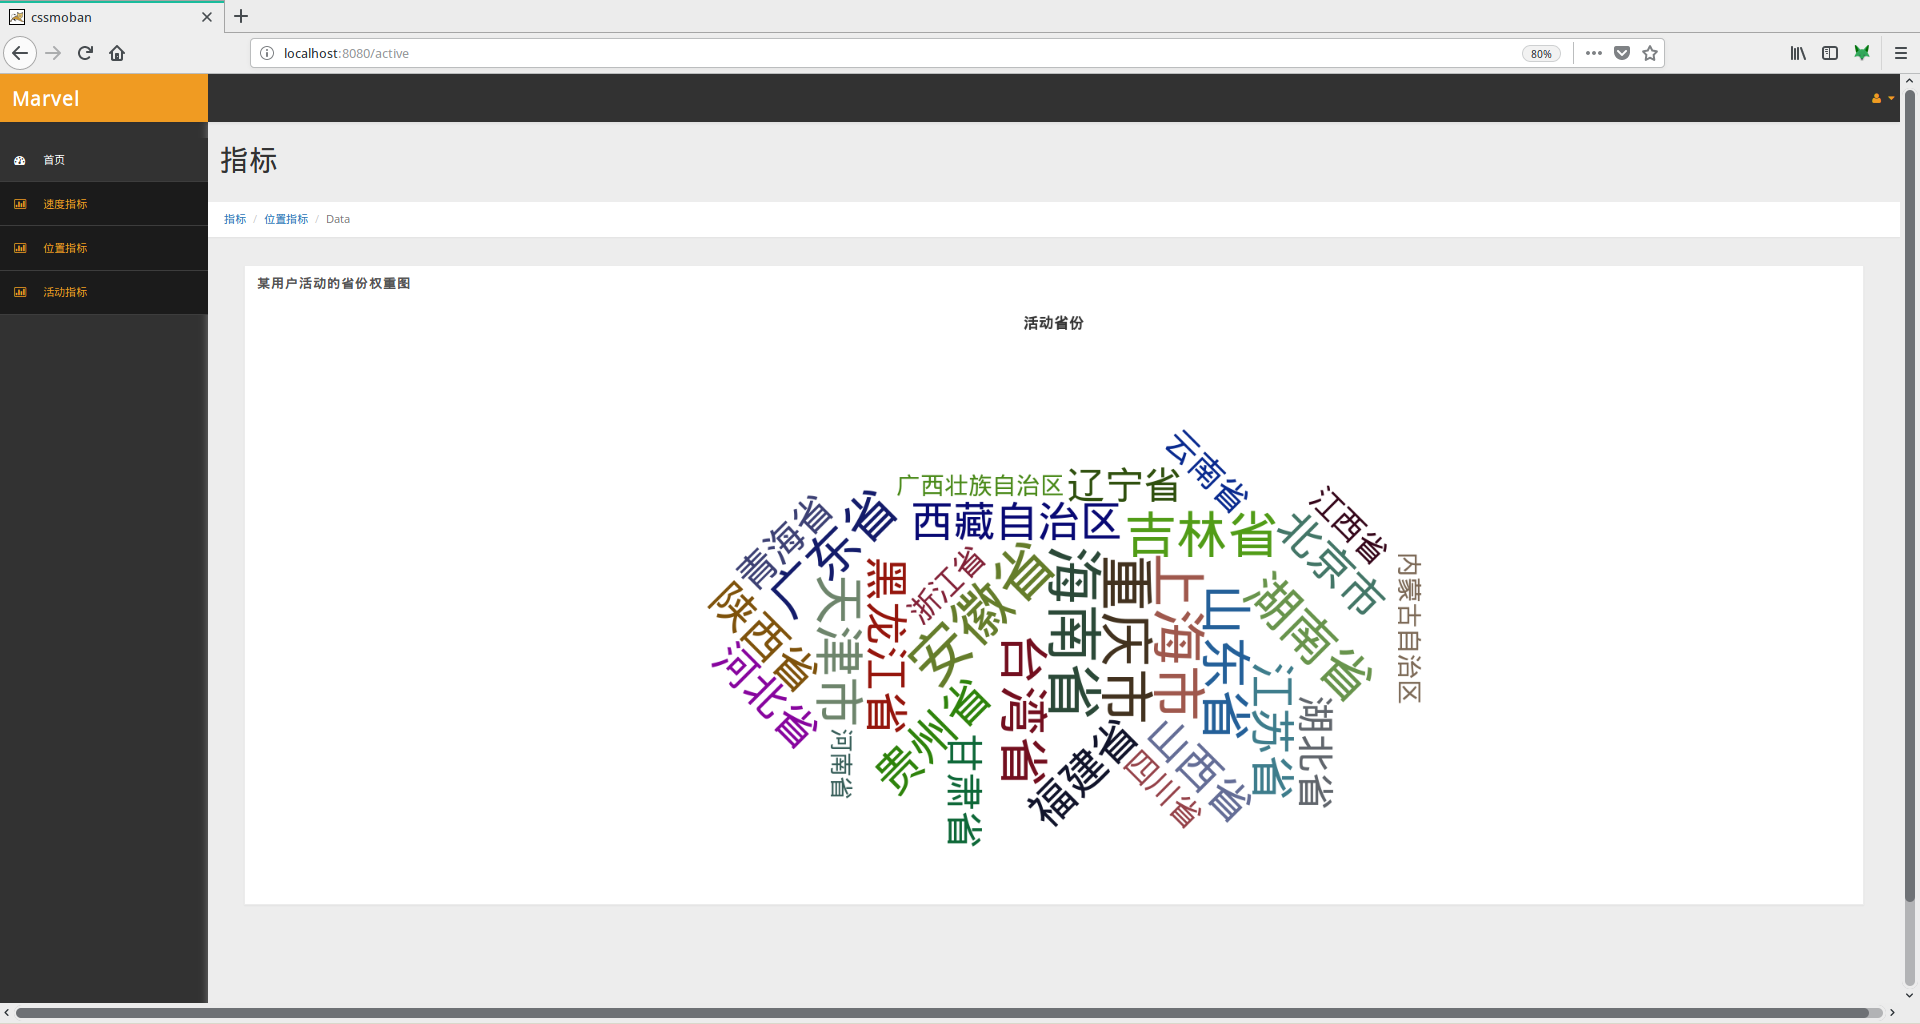 cssmoban
localhost:8080/active
80%
Marvel
首页
速度指标
位置指标
活动指标
指标
指标 / 位置指标 / Data
某用户活动的省份权重图
活动省份
云南省
广西壮族自治区
辽宁省
江西省
青海省
广东省
西藏自治区
吉林省
北京市
内蒙古自治区
陕西省
天津市
黑龙江省
浙江省
安徽省
海南省
重庆市
上海市
山东省
湖南省
河北省
台湾省
江苏省
湖北省
河南省
贵州省
甘肃省
福建省
四川省
山西省